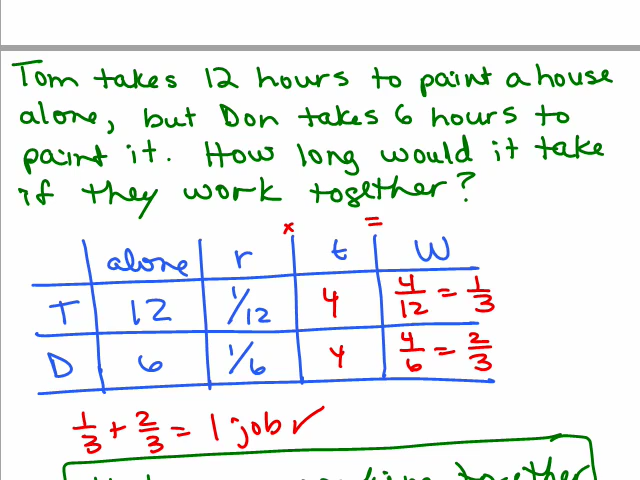 Tom takes 12 hours to paint a house
alone, but Don takes 6 hours to
paint it. How long would it take
if they work together?
× =
alone r t W
T 12 1/12 4 4/12 = 1/3
D 6 1/6 4 4/6 = 2/3
1/3 + 2/3 = 1 job ✓
together